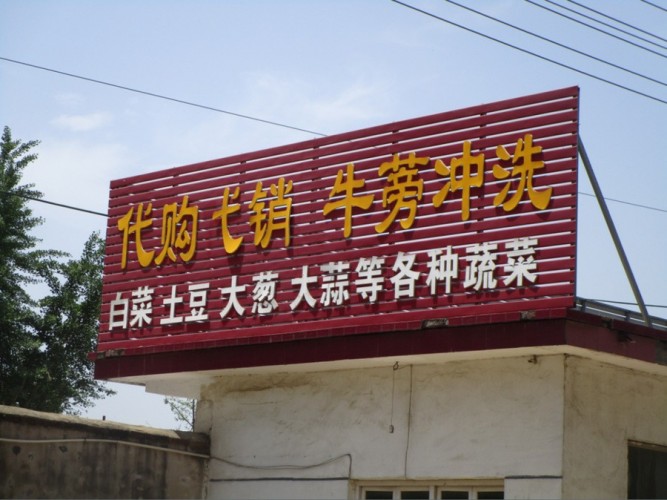 代购 弋销 牛蒡冲洗
白菜 土豆 大葱 大蒜等各种蔬菜